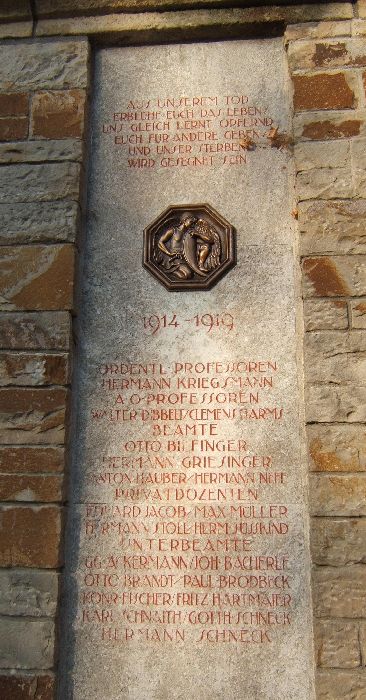 AUS UNSEREM TOD
ERBLÜHE EUCH DAS LEBEN
UNS GLEICH LERNT OPFERND
EUCH FÜR ANDERE GEBEN
UND UNSER STERBEN
WIRD GESEGNET SEIN
1914-1919
ORDENTL. PROFESSOREN
HERMANN KRIEGSMANN
A.O. PROFESSOREN
WALTER DIBBELT/CLEMENS HARMS
BEAMTE
OTTO BILFINGER
HERMANN GRIESINGER
ANTON HAUBER/HERMANN NEFF
PRIVATDOZENTEN
EDUARD JACOB/MAX MÜLLER
HERMANN STOLL/HERM. SÜSSKIND
UNTERBEAMTE
GG. ACKERMANN/JOH. BÄCHERLE
OTTO BRANDT/PAUL BRODBECK
KONR. FISCHER/FRITZ HARTMAIER
KARL SCHNAITH/GOTTH. SCHNECK
HERMANN SCHNECK